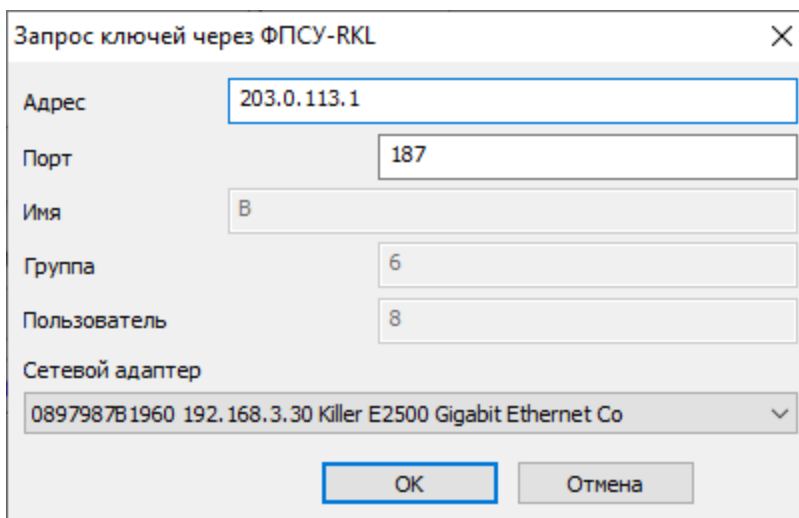 Запрос ключей через ФПСУ-RKL
Адрес 203.0.113.1
Порт 187
Имя B
Группа 6
Пользователь 8
Сетевой адаптер
0897987B1960 192.168.3.30 Killer E2500 Gigabit Ethernet Co
OK Отмена